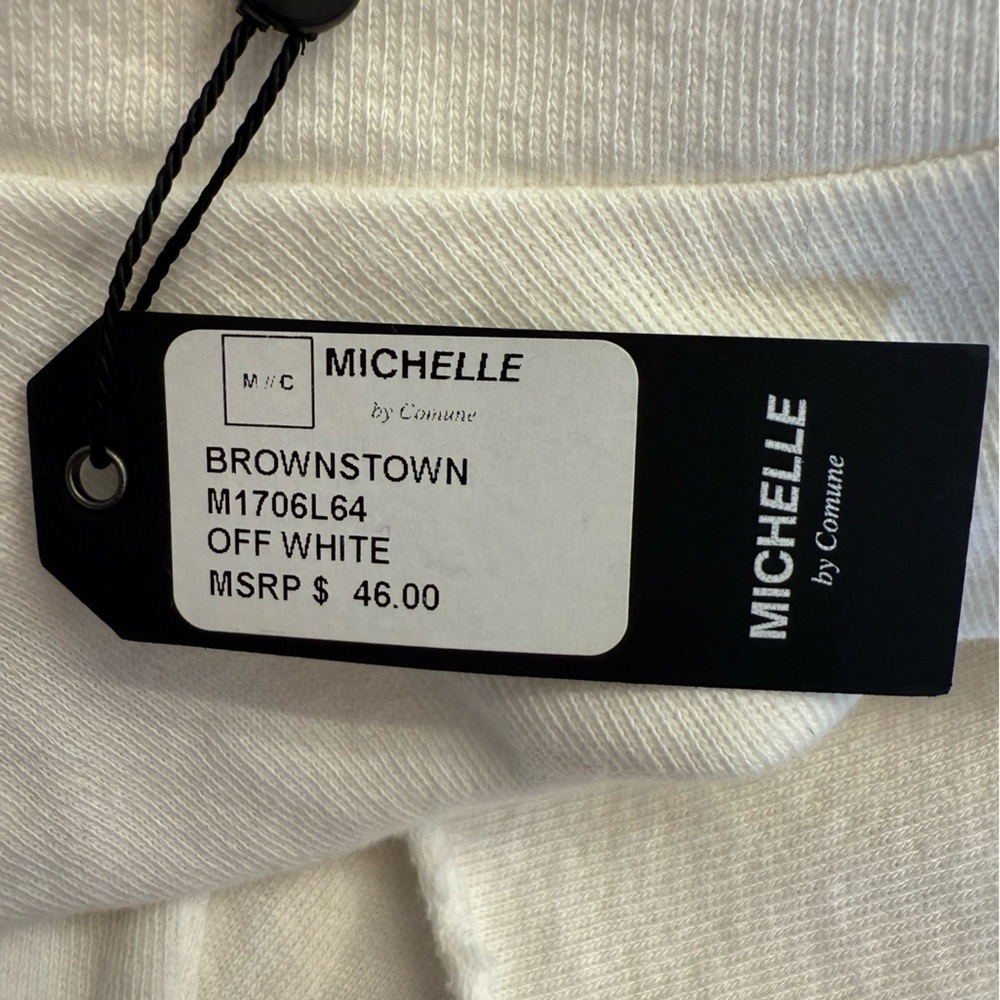 M//C
MICHELLE
by Comune
BROWNSTOWN
M1706L64
OFF WHITE
MSRP $ 46.00
MICHELLE
by Comune